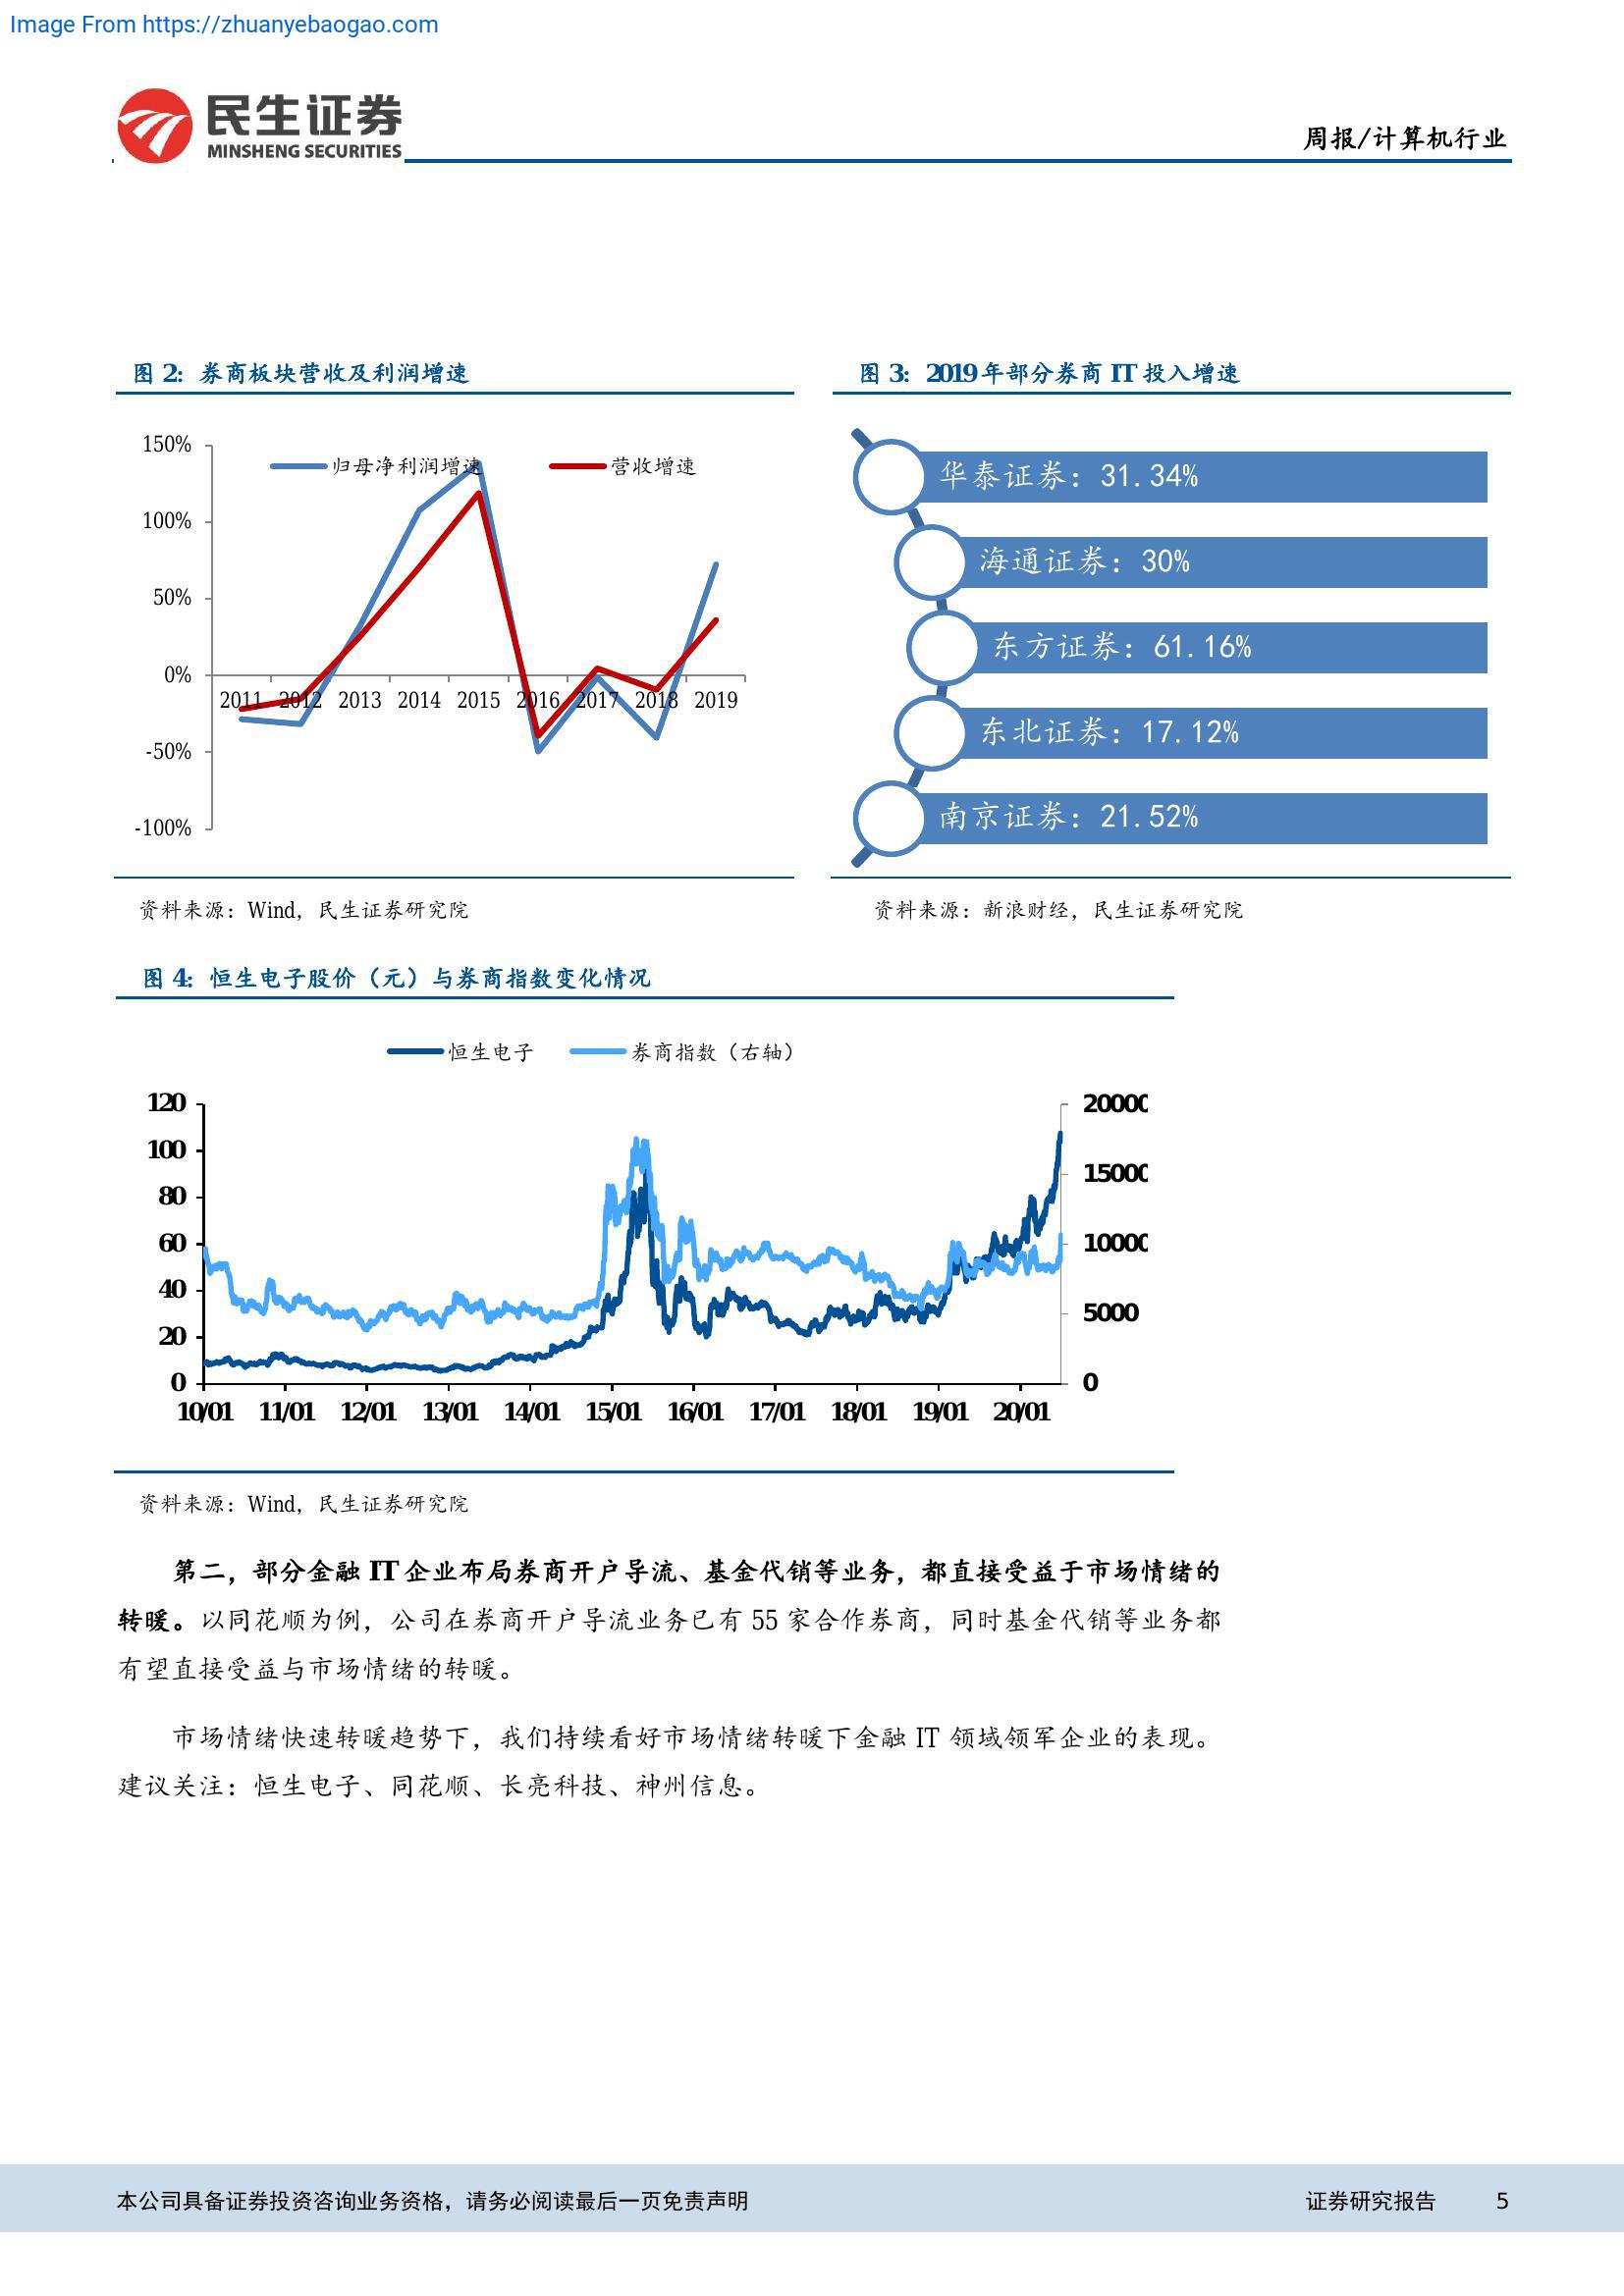 Image From https://zhuanyebaogao.com
民生证券
MINSHENG SECURITIES
周报/计算机行业
图 2：券商板块营收及利润增速
150%
100%
50%
0%
-50%
-100%
归母净利润增速
营收增速
2011 2012 2013 2014 2015 2016 2017 2018 2019
资料来源：Wind，民生证券研究院
图 3：2019 年部分券商 IT 投入增速
华泰证券：31.34%
海通证券：30%
东方证券：61.16%
东北证券：17.12%
南京证券：21.52%
资料来源：新浪财经，民生证券研究院
图 4：恒生电子股价（元）与券商指数变化情况
恒生电子 券商指数（右轴）
120
100
80
60
40
20
0
20000
15000
10000
5000
0
10/01 11/01 12/01 13/01 14/01 15/01 16/01 17/01 18/01 19/01 20/01
资料来源：Wind，民生证券研究院
第二，部分金融 IT 企业布局券商开户导流、基金代销等业务，都直接受益于市场情绪的
转暖。以同花顺为例，公司在券商开户导流业务已有 55 家合作券商，同时基金代销等业务都
有望直接受益与市场情绪的转暖。
市场情绪快速转暖趋势下，我们持续看好市场情绪转暖下金融 IT 领域领军企业的表现。
建议关注：恒生电子、同花顺、长亮科技、神州信息。
本公司具备证券投资咨询业务资格，请务必阅读最后一页免责声明
证券研究报告 5